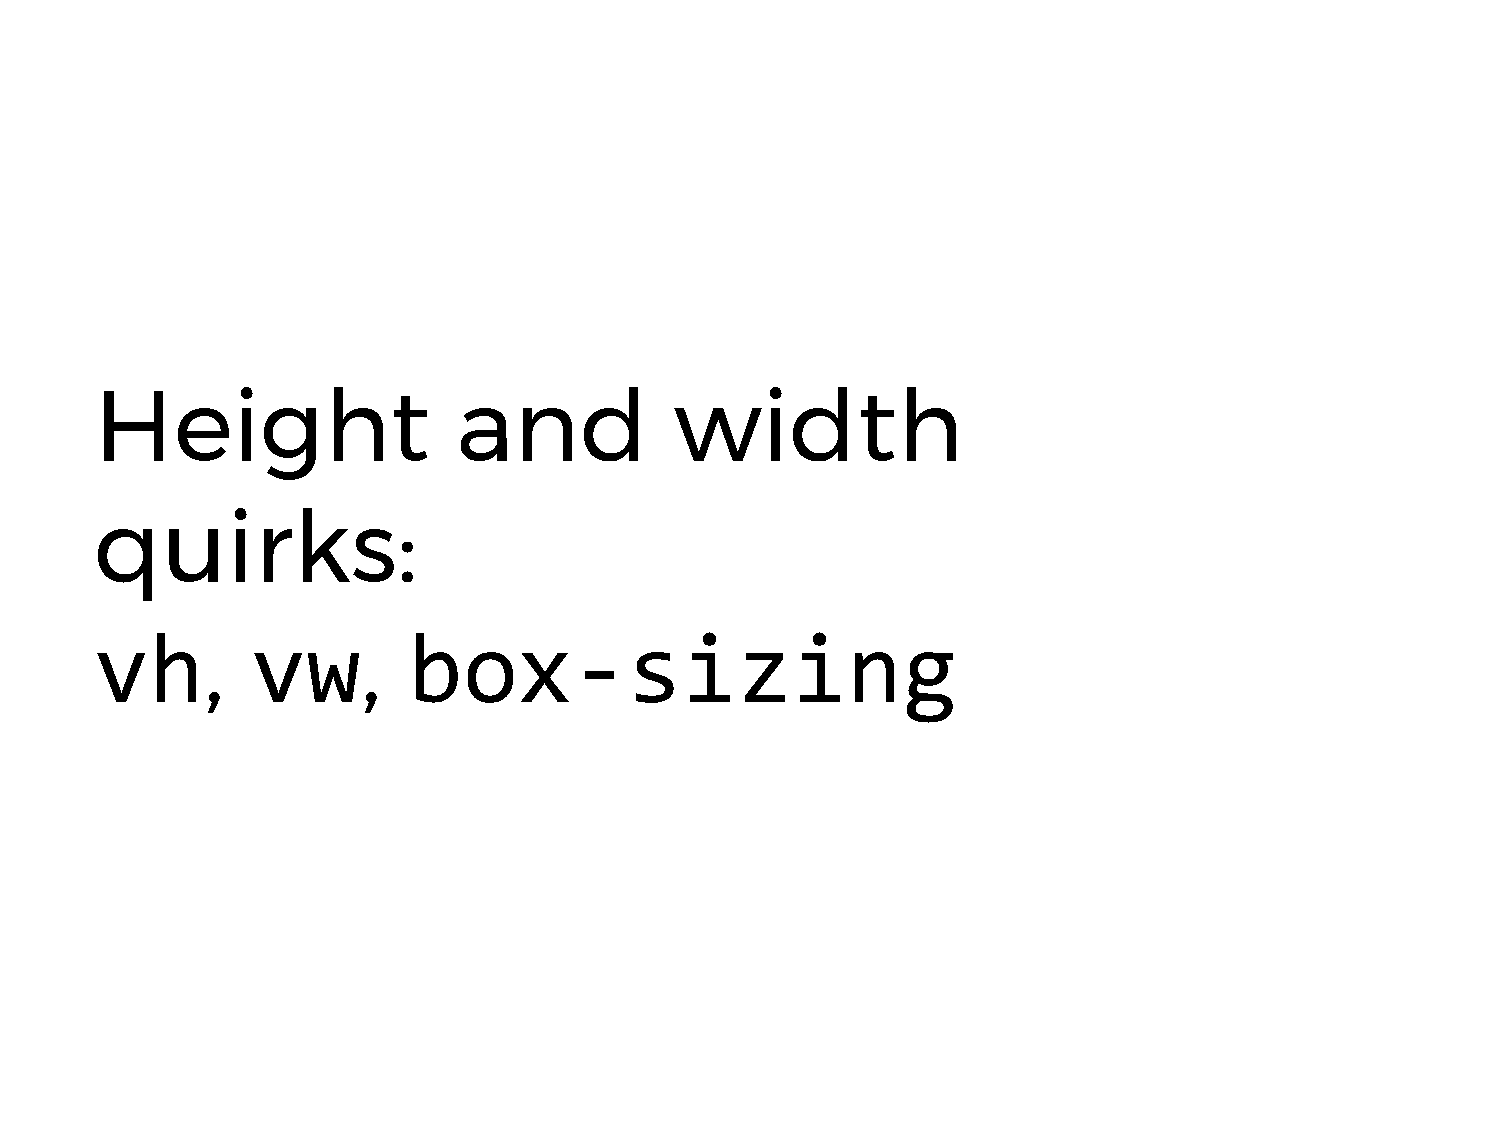 Height and width
quirks:
vh, vw, box-sizing